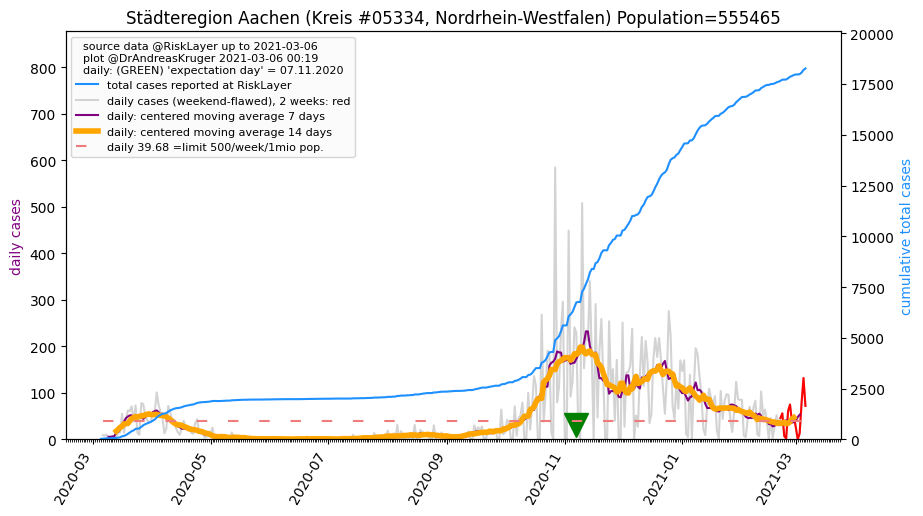 Städteregion Aachen (Kreis #05334, Nordrhein-Westfalen) Population=555465
source data @RiskLayer up to 2021-03-06
plot @DrAndreasKruger 2021-03-06 00:19
daily: (GREEN) 'expectation day' = 07.11.2020
total cases reported at RiskLayer
daily cases (weekend-flawed), 2 weeks: red
daily: centered moving average 7 days
daily: centered moving average 14 days
daily 39.68 =limit 500/week/1mio pop.
daily cases
800
700
600
500
400
300
200
100
0
20000
17500
15000
12500
10000
7500
5000
2500
0
cumulative total cases
2020-03
2020-05
2020-07
2020-09
2020-11
2021-01
2021-03